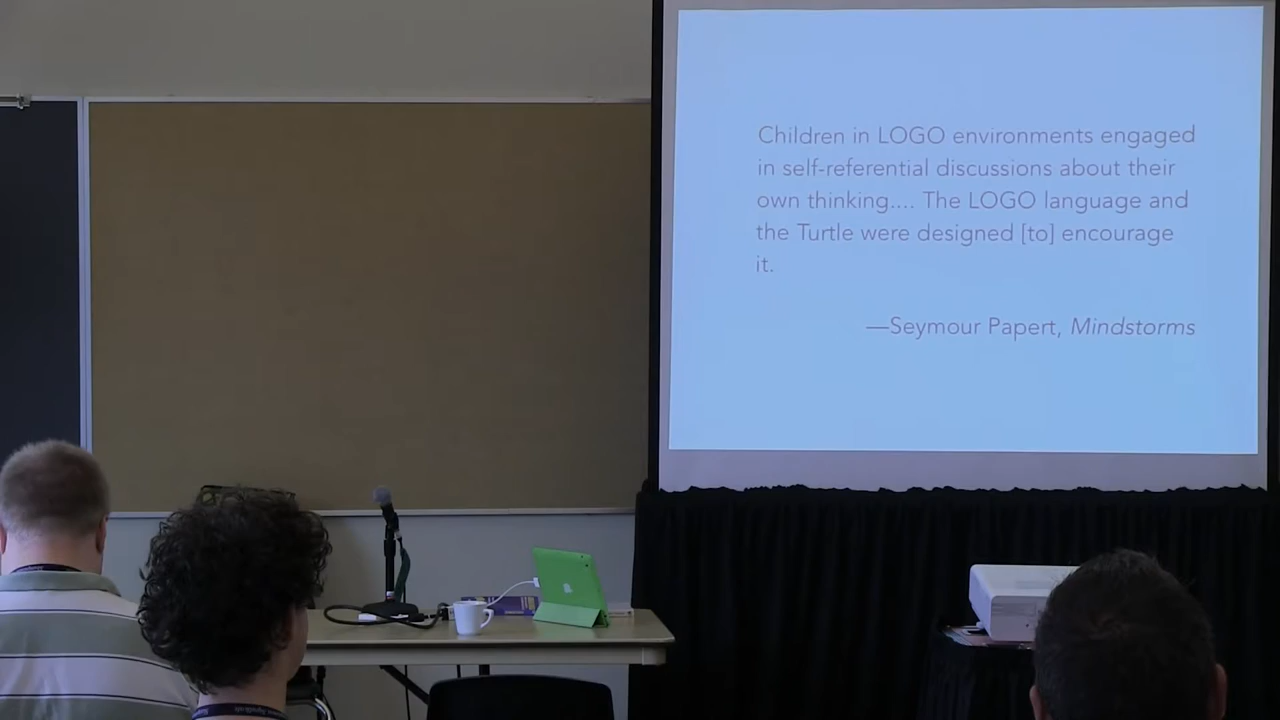 Children in LOGO environments engaged
in self-referential discussions about their
own thinking.... The LOGO language and
the Turtle were designed [to] encourage
it.
—Seymour Papert, Mindstorms